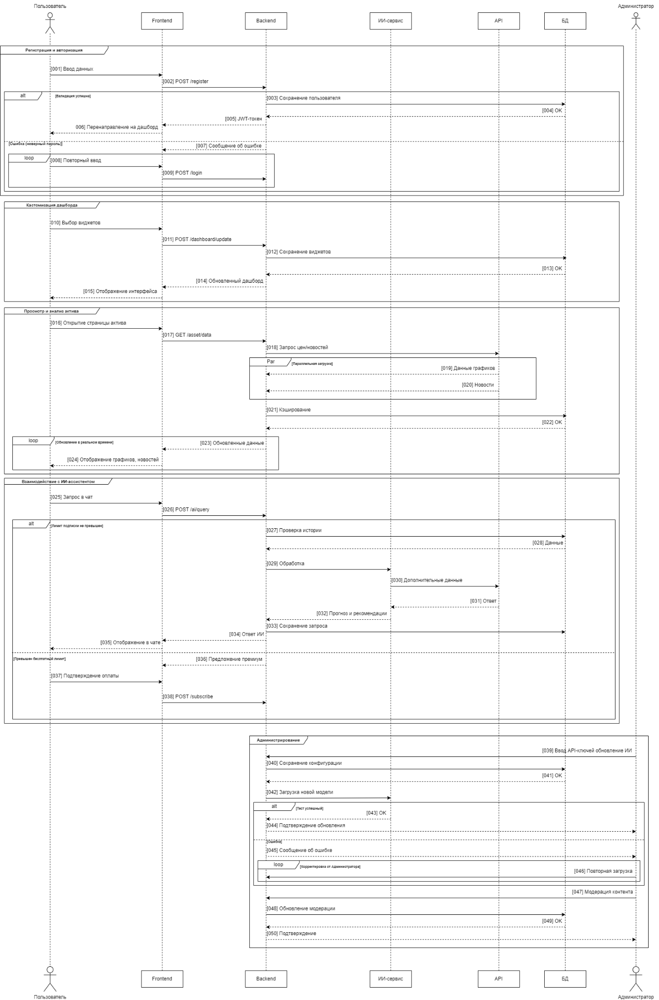 Пользователь
Администратор
Frontend
Backend
ИИ-сервис
API
БД
Регистрация и авторизация
[001] Ввод данных
[002] POST /register
alt
[Валидация успешна]
[003] Сохранение пользователя
[004] OK
[005] JWT-токен
006] Перенаправление на дашборд
[Ошибка (неверный пароль)]
[007] Сообщение об ошибке
loop
[008] Повторный ввод
[009] POST /login
Кастомизация дашборда
010] Выбор виджетов
[011] POST /dashboard/update
[012] Сохранение виджетов
[013] OK
[014] Обновленный дашборд
[015] Отображение интерфейса
Просмотр и анализ актива
[016] Открытие страницы актива
[017] GET /asset/data
[018] Запрос цен/новостей
Par
[Параллельная загрузка]
[019] Данные графиков
[020] Новости
[021] Кэширование
[022] OK
loop
[Обновление в реальном времени]
[023] Обновленные данные
[024] Отображение графиков, новостей
Взаимодействие с ИИ-ассистентом
[025] Запрос в чат
[026] POST /ai/query
alt
[Лимит подписки не превышен]
[027] Проверка истории
[028] Данные
[029] Обработка
[030] Дополнительные данные
[031] Ответ
[032] Прогноз и рекомендации
[033] Сохранение запроса
[034] Ответ ИИ
[035] Отображение в чате
[Превышен бесплатный лимит]
[036] Предложение премиум
[037] Подтверждение оплаты
[038] POST /subscribe
Администрирование
[039] Ввод API-ключей обновление ИИ
[040] Сохранение конфигурации
[041] OK
[042] Загрузка новой модели
alt
[Тест успешный]
[043] OK
[044] Подтверждение обновления
[Ошибка]
[045] Сообщение об ошибке
loop
[Корректировка от Администратора]
[046] Повторная загрузка
[047] Модерация контента
[048] Обновление модерации
[049] OK
[050] Подтверждение
Frontend
Backend
ИИ-сервис
API
БД
Пользователь
Администратор